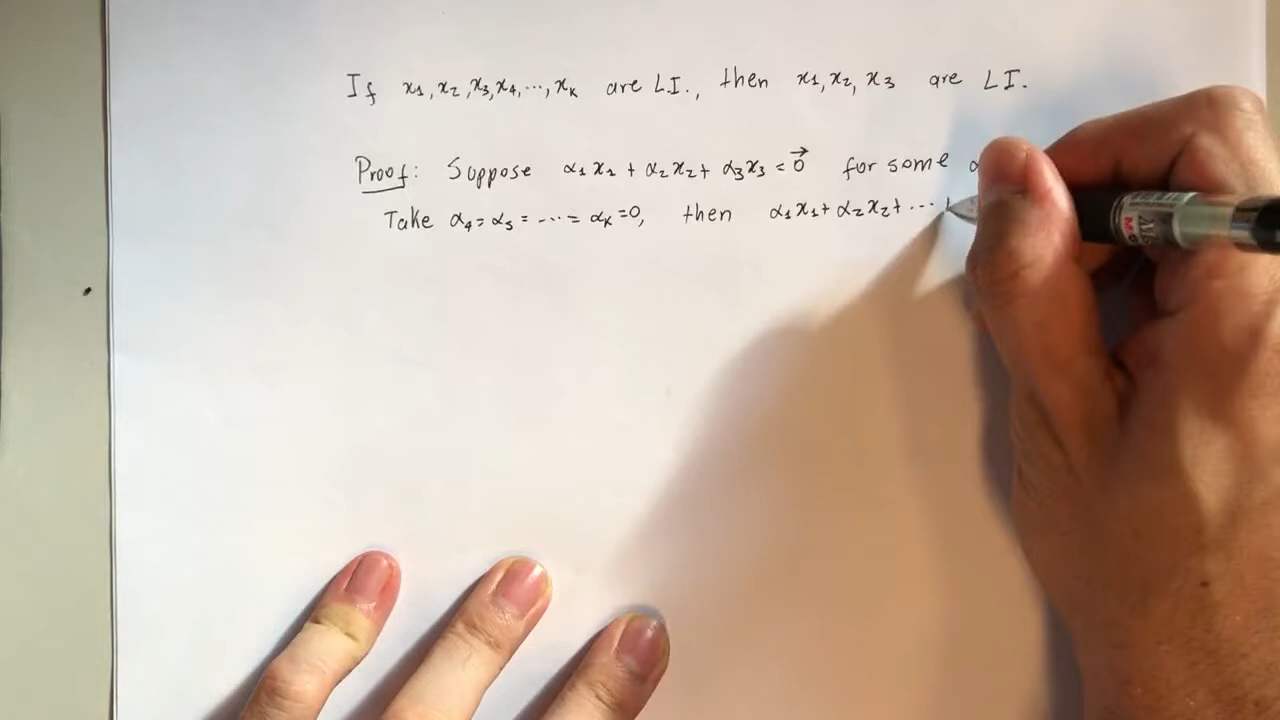 If x₁, x₂, x₃, x₄, ..., xₖ are L.I., then x₁, x₂, x₃ are LI.
Proof: Suppose α₁x₁ + α₂x₂ + α₃x₃ = 0⃗ for some
Take α₄ = α₅ = ... = αₖ = 0, then α₁x₁ + α₂x₂ + ...